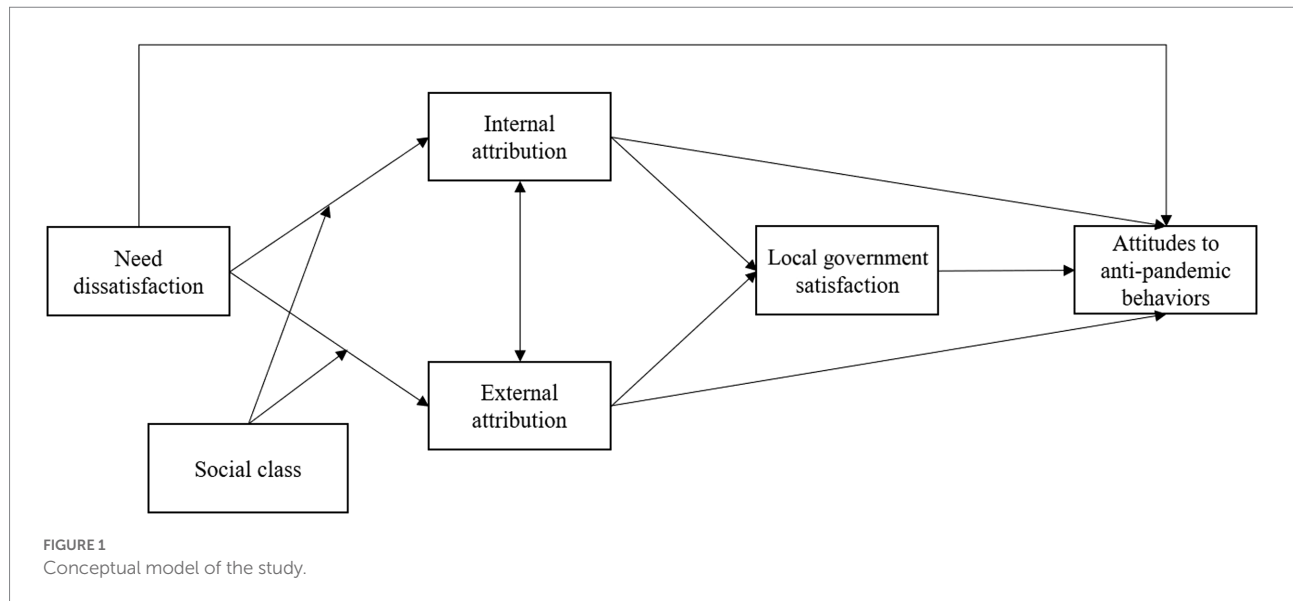 Internal
attribution
Need
dissatisfaction
Local government
satisfaction
Attitudes to
anti-pandemic
behaviors
External
attribution
Social class
FIGURE 1
Conceptual model of the study.